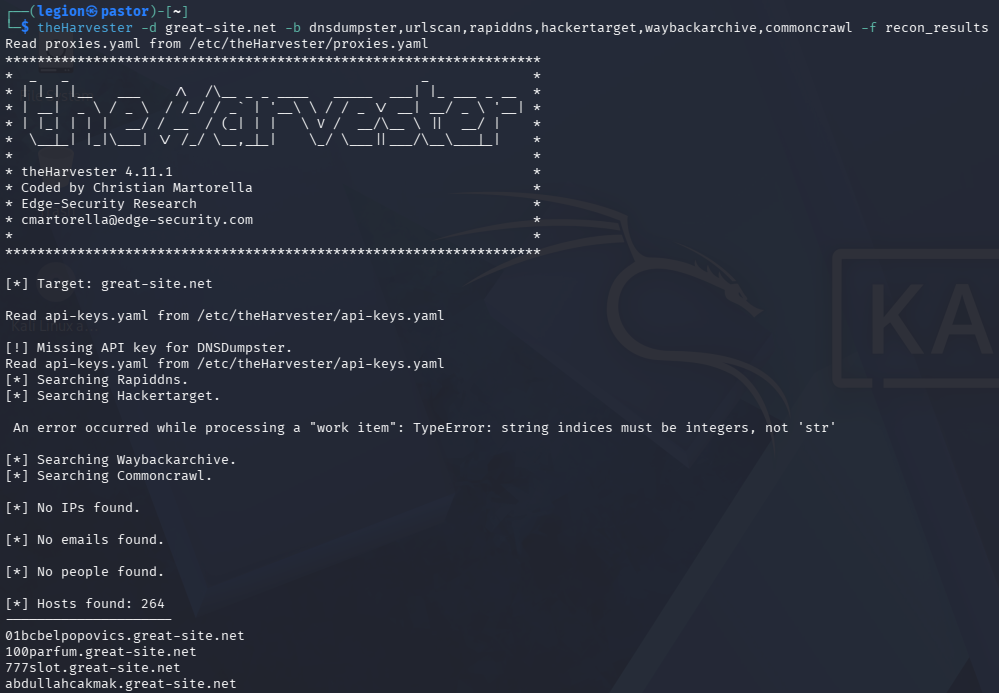 ┌──(legion㉿pastor)-[~]
└─$ theHarvester -d great-site.net -b dnsdumpster,urlscan,rapiddns,hackertarget,waybackarchive,commoncrawl -f recon_results
Read proxies.yaml from /etc/theHarvester/proxies.yaml
*******************************************************************
* theHarvester *
* *
* theHarvester 4.11.1 *
* Coded by Christian Martorella *
* Edge-Security Research *
* cmartorella@edge-security.com *
* *
*******************************************************************
[*] Target: great-site.net
Read api-keys.yaml from /etc/theHarvester/api-keys.yaml
[!] Missing API key for DNSDumpster.
Read api-keys.yaml from /etc/theHarvester/api-keys.yaml
[*] Searching Rapiddns.
[*] Searching Hackertarget.
An error occurred while processing a "work item": TypeError: string indices must be integers, not 'str'
[*] Searching Waybackarchive.
[*] Searching Commoncrawl.
[*] No IPs found.
[*] No emails found.
[*] No people found.
[*] Hosts found: 264
---------------------
01bcbelpopovics.great-site.net
100parfum.great-site.net
777slot.great-site.net
abdullahcakmak.great-site.net
KA